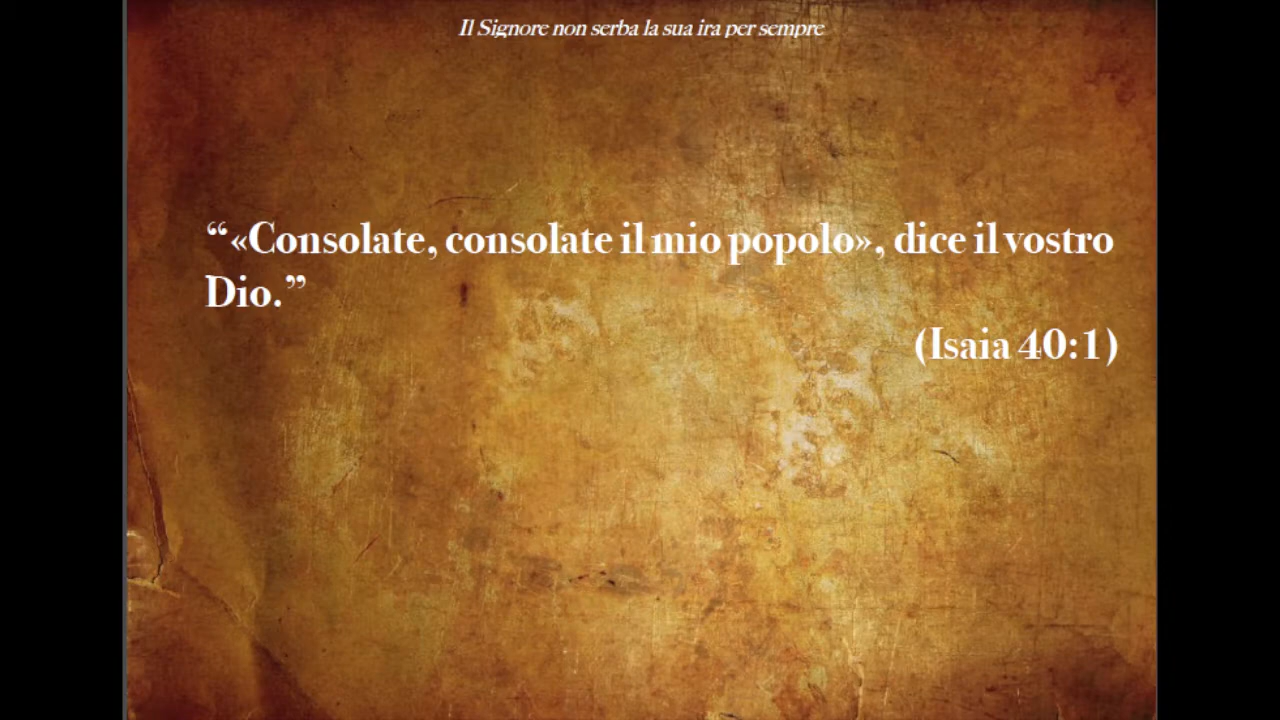 Il Signore non serba la sua ira per sempre
“«Consolate, consolate il mio popolo», dice il vostro
Dio.”
(Isaia 40:1)